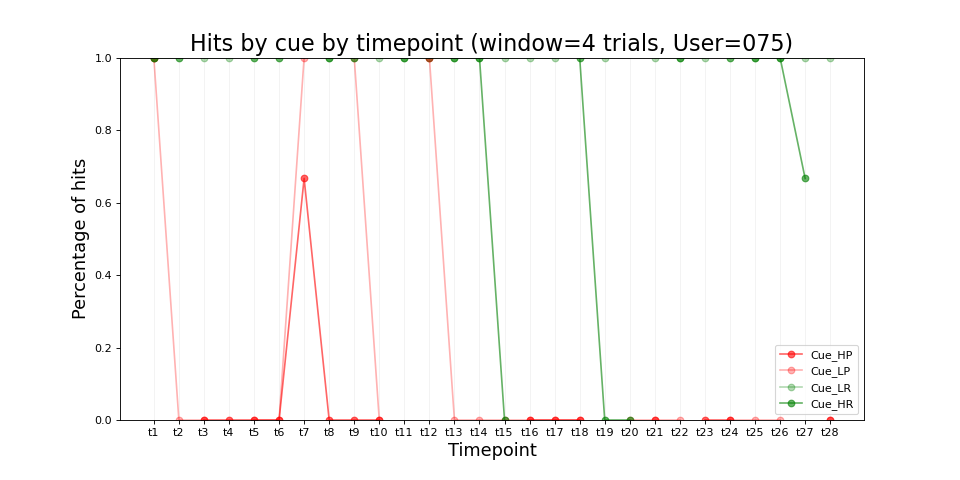 Hits by cue by timepoint (window=4 trials, User=075)
Percentage of hits
1.0
0.8
0.6
0.4
0.2
0.0
Cue_HP
Cue_LP
Cue_LR
Cue_HR
t1 t2 t3 t4 t5 t6 t7 t8 t9 t10 t11 t12 t13 t14 t15 t16 t17 t18 t19 t20 t21 t22 t23 t24 t25 t26 t27 t28
Timepoint